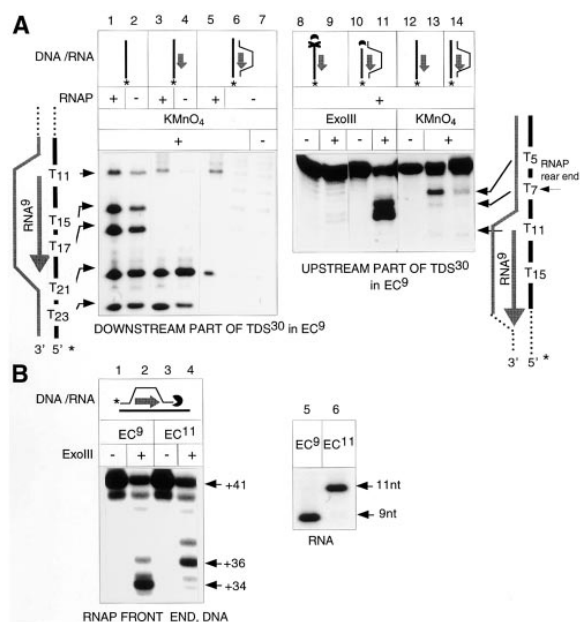 A
1 2 3 4 5 6 7
8 9 10 11 12 13 14
DNA /RNA
* * *
* * * *
RNAP
+ - + - + -
+
KMnO4
ExoIII KMnO4
+ -
- + - + - +
T11
T15
T17
T21
T23
RNA9
3' 5' *
T5
RNAP rear end
T7
T11
T15
RNA9
3' 5' *
DOWNSTREAM PART OF TDS30 in EC9
UPSTREAM PART OF TDS30
in EC9
B
1 2 3 4
5 6
DNA /RNA
*
EC9 EC11
EC9 EC11
ExoIII
- + - +
+41
+36
+34
11nt
9nt
RNA
RNAP FRONT END, DNA